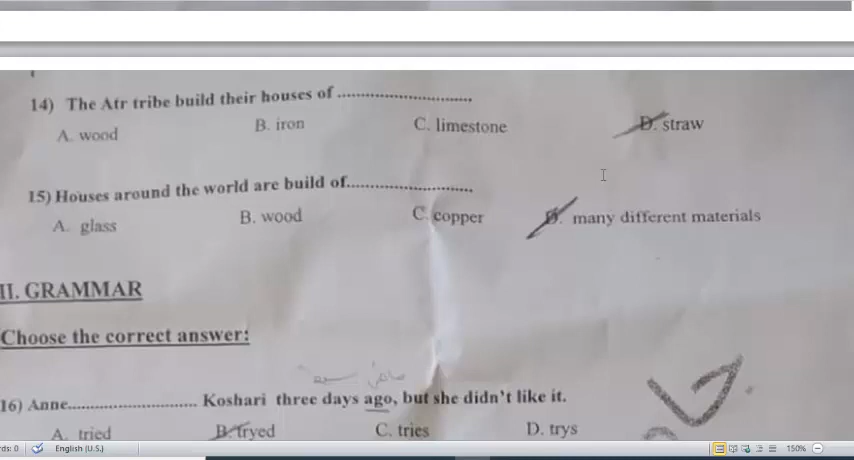 14) The Atr tribe build their houses of ................................
A. wood B. iron C. limestone D. straw
15) Houses around the world are build of................................
A. glass B. wood C. copper D. many different materials
II. GRAMMAR
Choose the correct answer:
16) Anne................................ Koshari three days ago, but she didn't like it.
A. tried B. tryed C. tries D. trys
rds: 0 English (U.S.) 150%